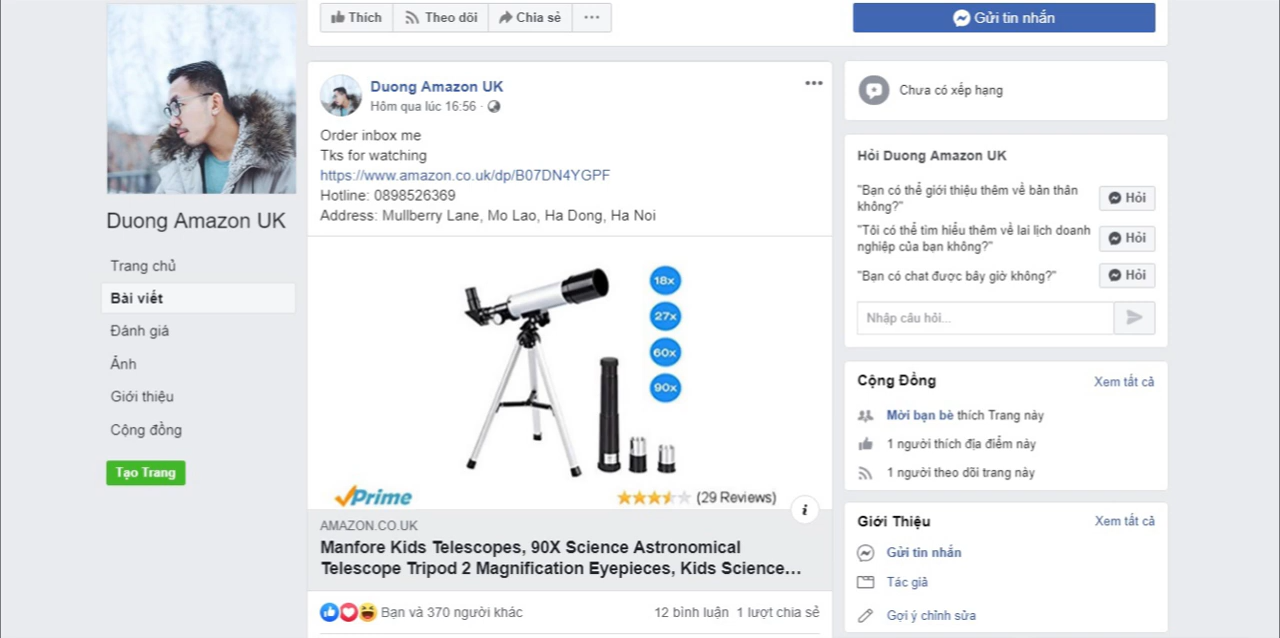 Thích
Theo dõi
Chia sẻ
Gửi tin nhắn
Duong Amazon UK
Trang chủ
Bài viết
Đánh giá
Ảnh
Giới thiệu
Cộng đồng
Tạo Trang
Duong Amazon UK
Hôm qua lúc 16:56 ·
Order inbox me
Tks for watching
https://www.amazon.co.uk/dp/B07DN4YGPF
Hotline: 0898526369
Address: Mullberry Lane, Mo Lao, Ha Dong, Ha Noi
18x
27x
60x
90x
Prime
(29 Reviews)
i
AMAZON.CO.UK
Manfore Kids Telescopes, 90X Science Astronomical
Telescope Tripod 2 Magnification Eyepieces, Kids Science...
Bạn và 370 người khác
12 bình luận 1 lượt chia sẻ
Chưa có xếp hạng
Hỏi Duong Amazon UK
"Bạn có thể giới thiệu thêm về bản thân
không?"
Hỏi
"Tôi có thể tìm hiểu thêm về lai lịch doanh
nghiệp của bạn không?"
Hỏi
"Bạn có chat được bây giờ không?"
Hỏi
Nhập câu hỏi...
Cộng Đồng
Xem tất cả
Mời bạn bè thích Trang này
1 người thích địa điểm này
1 người theo dõi trang này
Giới Thiệu
Xem tất cả
Gửi tin nhắn
Tác giả
Gợi ý chỉnh sửa